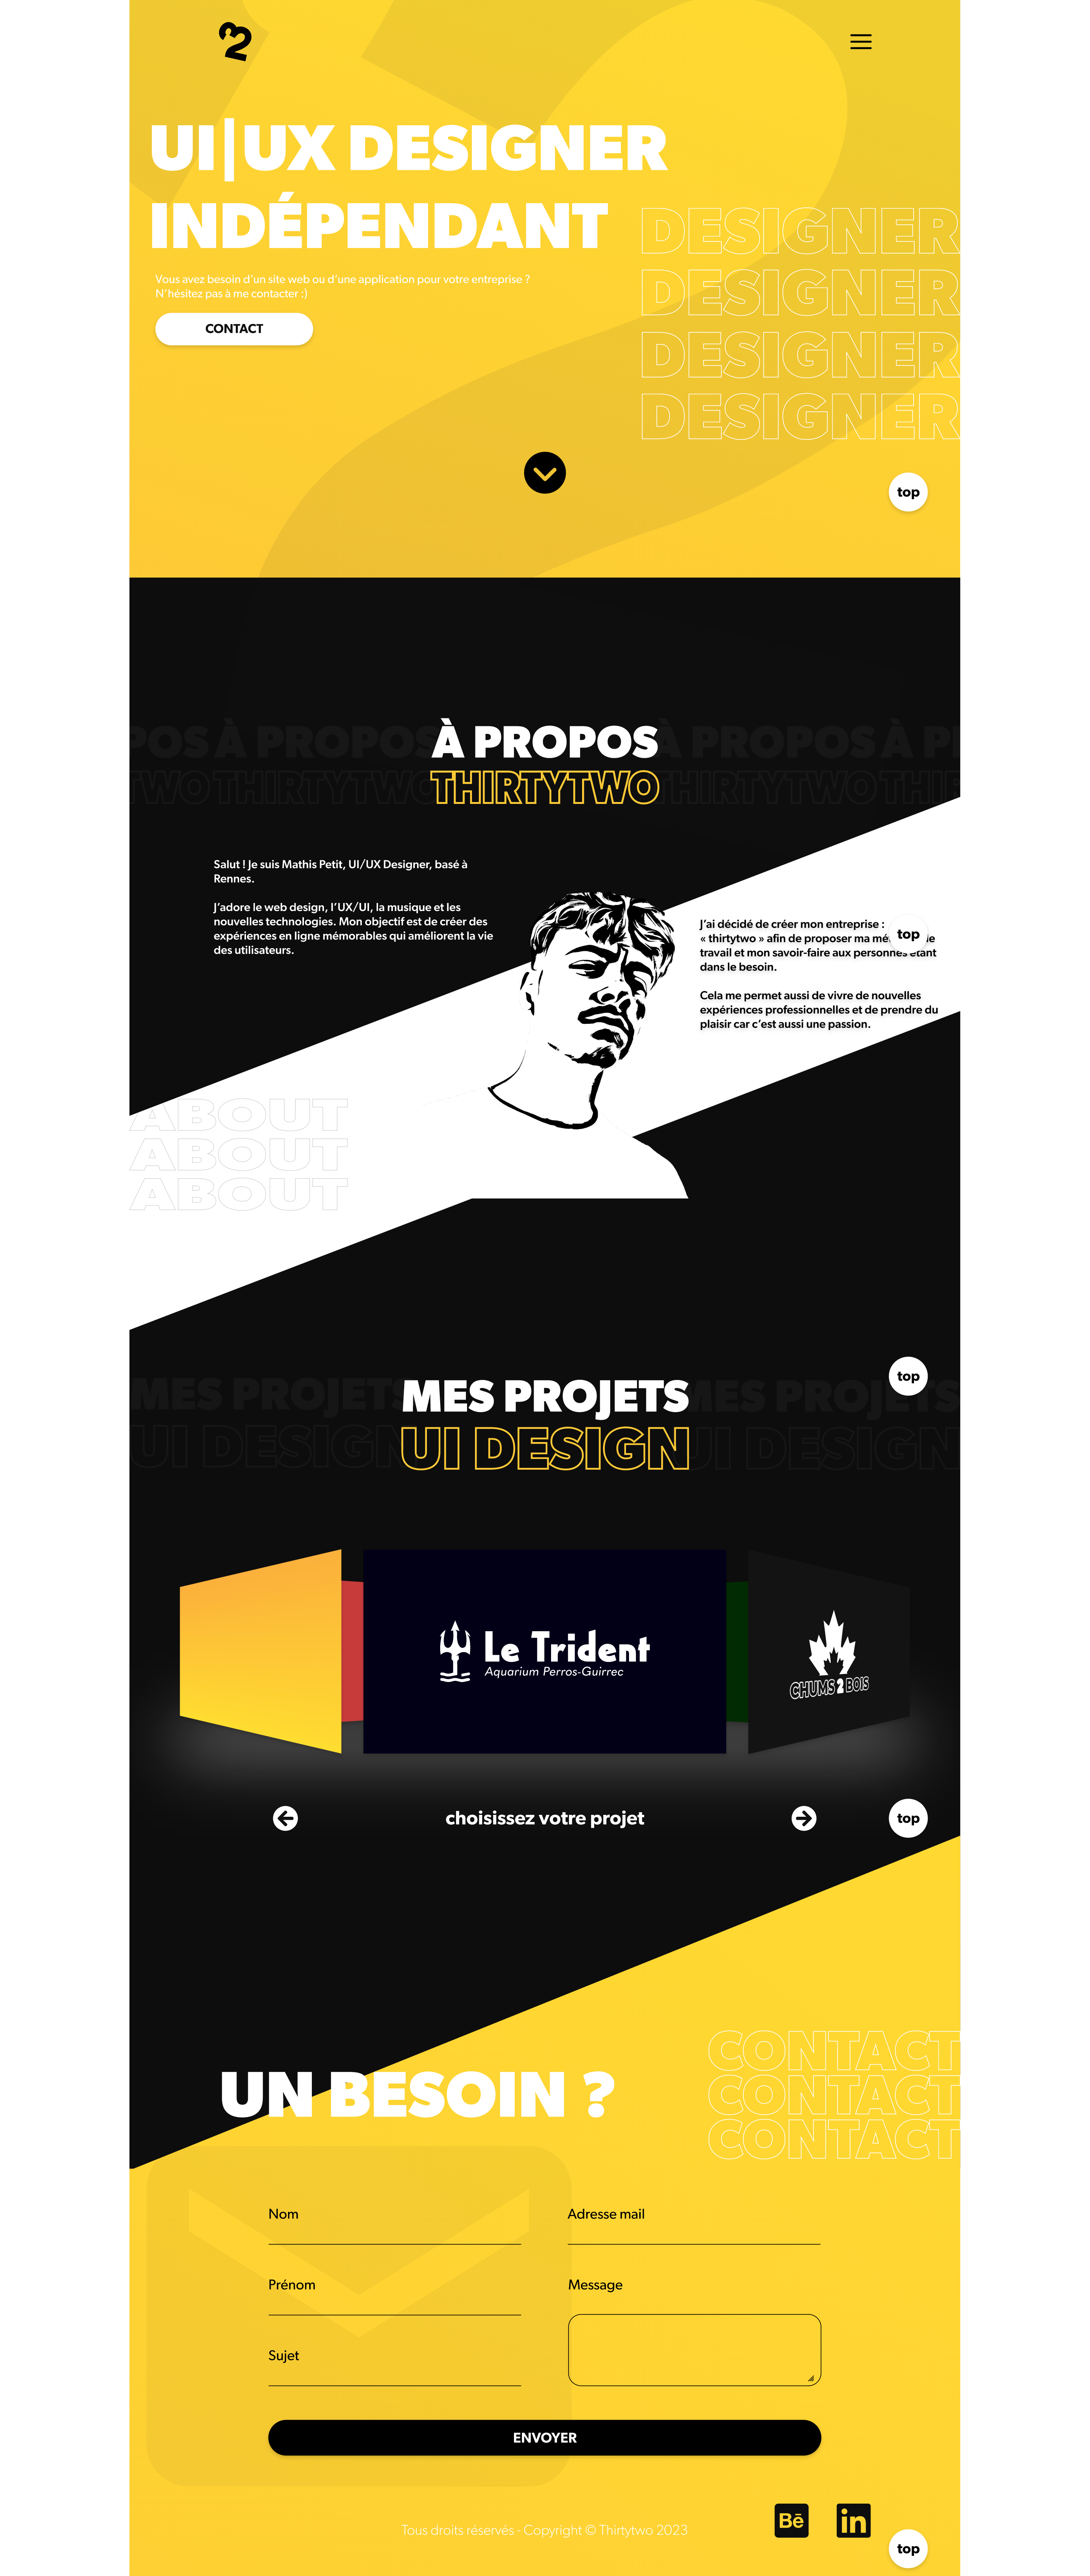 32
UI|UX DESIGNER
INDÉPENDANT
Vous avez besoin d'un site web ou d'une application pour votre entreprise ?
N'hésitez pas à me contacter :)
CONTACT
DESIGNER
DESIGNER
DESIGNER
DESIGNER
top
POS À PROPOS À PROPOS À PROPOS À P
TWO THIRTYTWO THIRTYTWO THIRTYTWO THIR
Salut ! Je suis Mathis Petit, UI/UX Designer, basé à
Rennes.
J'adore le web design, l'UX/UI, la musique et les
nouvelles technologies. Mon objectif est de créer des
expériences en ligne mémorables qui améliorent la vie
des utilisateurs.
J'ai décidé de créer mon entreprise :
« thirtytwo » afin de proposer ma mé
top
travail et mon savoir-faire aux personnes étant
dans le besoin.
Cela me permet aussi de vivre de nouvelles
expériences professionnelles et de prendre du
plaisir car c'est aussi une passion.
ABOUT
ABOUT
ABOUT
top
MES PROJETS MES PROJETS MES PROJETS
UI DESIGN UI DESIGN UI DESIGN
Le Trident
Aquarium Perros-Guirrec
CHUMS 2 BOIS
choisissez votre projet
top
CONTACT
CONTACT
CONTACT
UN BESOIN ?
Nom
Adresse mail
Prénom
Message
Sujet
ENVOYER
Tous droits réservés - Copyright © Thirtytwo 2023
Bē
in
top